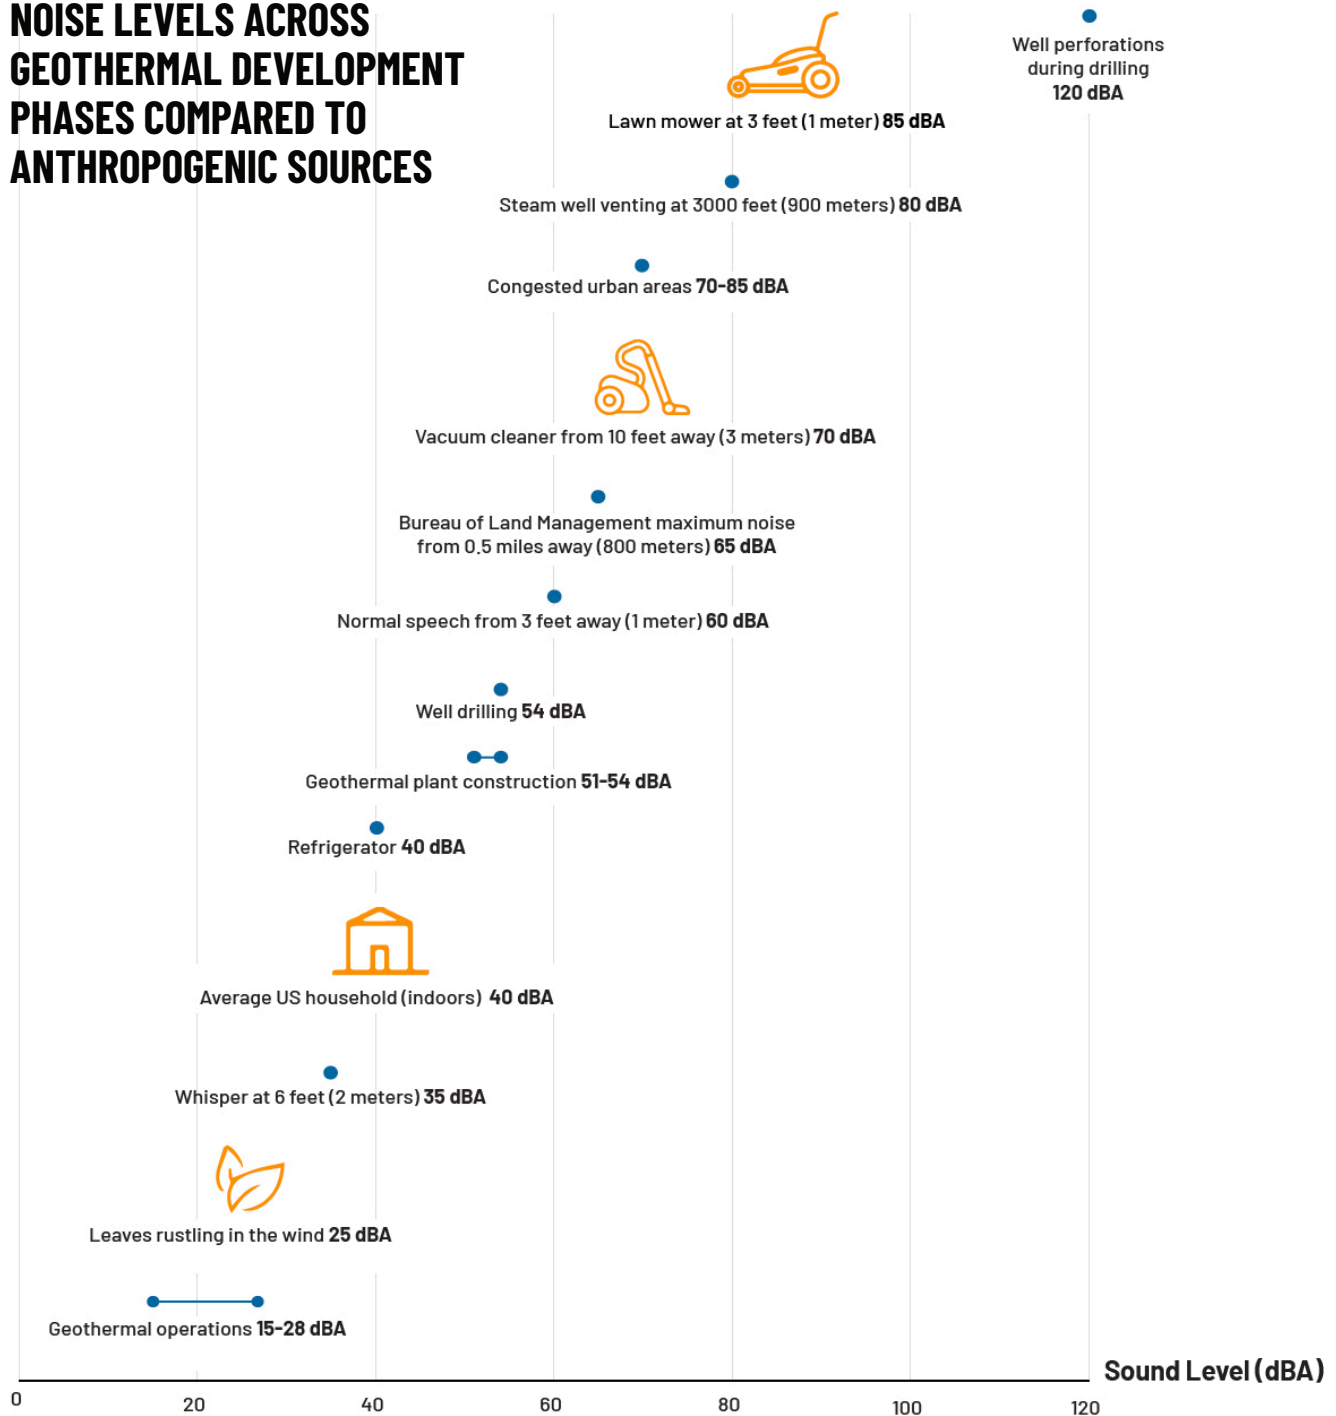 NOISE LEVELS ACROSS
GEOTHERMAL DEVELOPMENT
PHASES COMPARED TO
ANTHROPOGENIC SOURCES
Well perforations
during drilling
120 dBA
Lawn mower at 3 feet (1 meter) 85 dBA
Steam well venting at 3000 feet (900 meters) 80 dBA
Congested urban areas 70-85 dBA
Vacuum cleaner from 10 feet away (3 meters) 70 dBA
Bureau of Land Management maximum noise
from 0.5 miles away (800 meters) 65 dBA
Normal speech from 3 feet away (1 meter) 60 dBA
Well drilling 54 dBA
Geothermal plant construction 51-54 dBA
Refrigerator 40 dBA
Average US household (indoors) 40 dBA
Whisper at 6 feet (2 meters) 35 dBA
Leaves rustling in the wind 25 dBA
Geothermal operations 15-28 dBA
Sound Level (dBA)
0 20 40 60 80 100 120